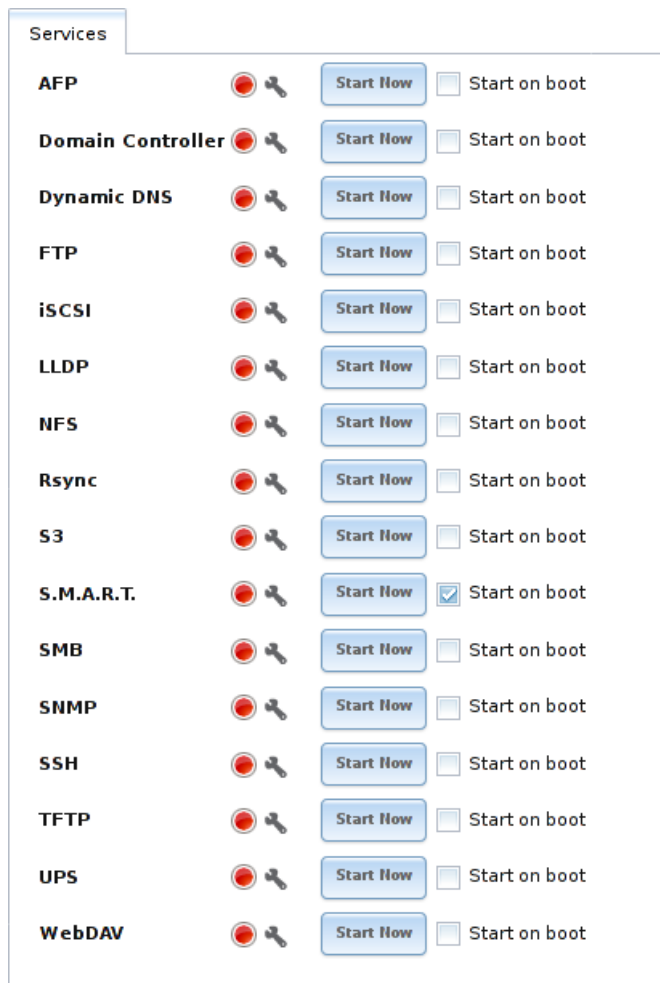 Services
AFP Start Now Start on boot
Domain Controller Start Now Start on boot
Dynamic DNS Start Now Start on boot
FTP Start Now Start on boot
iSCSI Start Now Start on boot
LLDP Start Now Start on boot
NFS Start Now Start on boot
Rsync Start Now Start on boot
S3 Start Now Start on boot
S.M.A.R.T. Start Now Start on boot
SMB Start Now Start on boot
SNMP Start Now Start on boot
SSH Start Now Start on boot
TFTP Start Now Start on boot
UPS Start Now Start on boot
WebDAV Start Now Start on boot